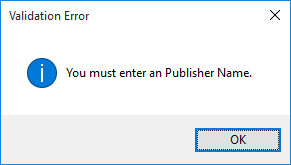 Validation Error
You must enter an Publisher Name.
OK